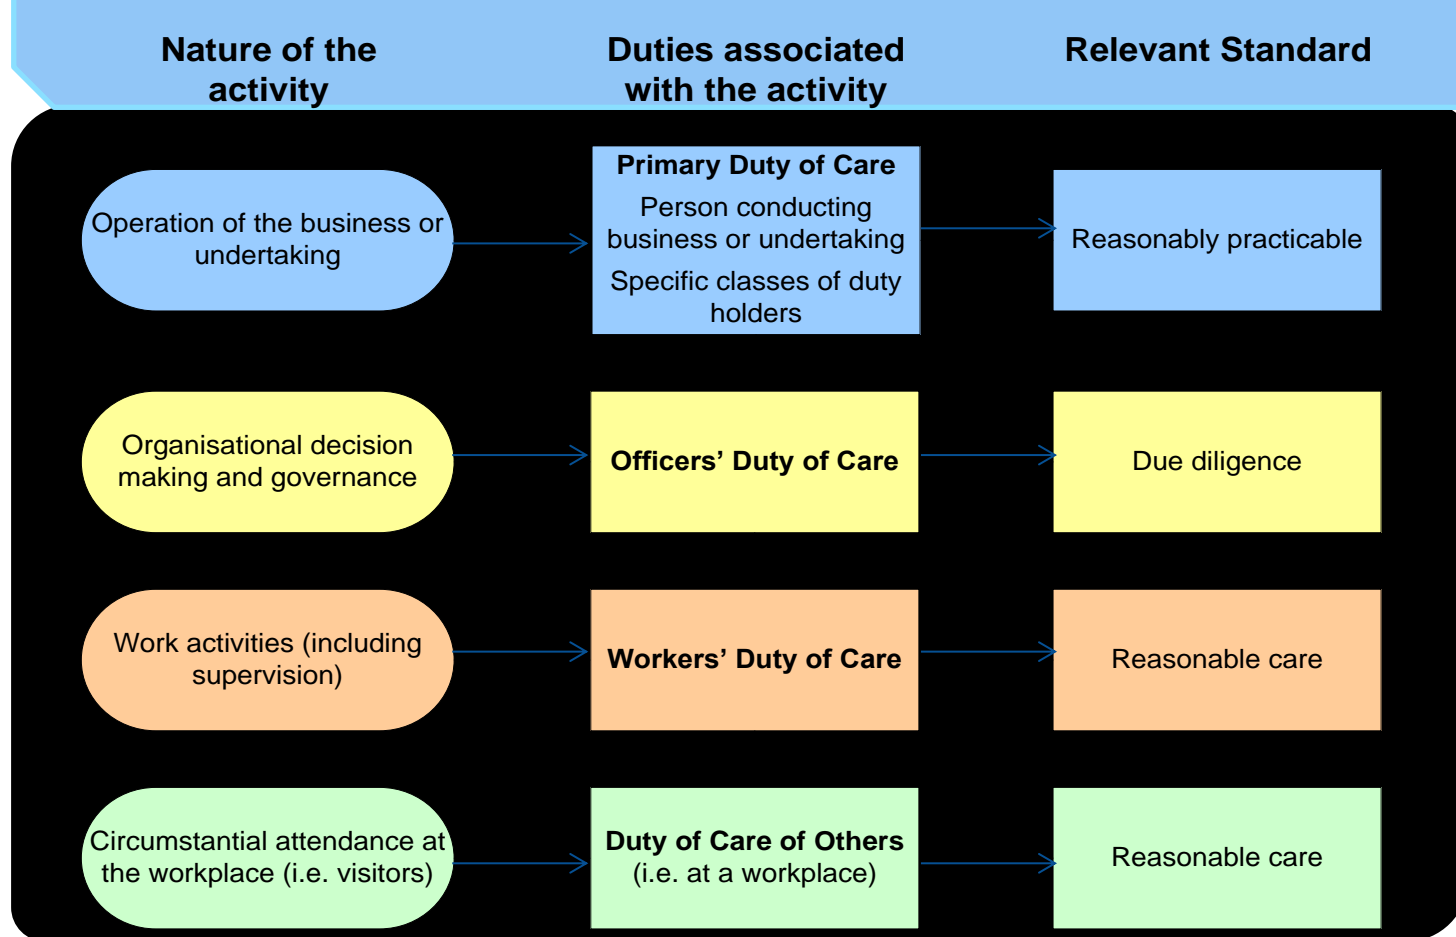 Nature of the
activity
Duties associated
with the activity
Relevant Standard
Operation of the business or
undertaking
Primary Duty of Care
Person conducting
business or undertaking
Specific classes of duty
holders
Reasonably practicable
Organisational decision
making and governance
Officers’ Duty of Care
Due diligence
Work activities (including
supervision)
Workers’ Duty of Care
Reasonable care
Circumstantial attendance at
the workplace (i.e. visitors)
Duty of Care of Others
(i.e. at a workplace)
Reasonable care